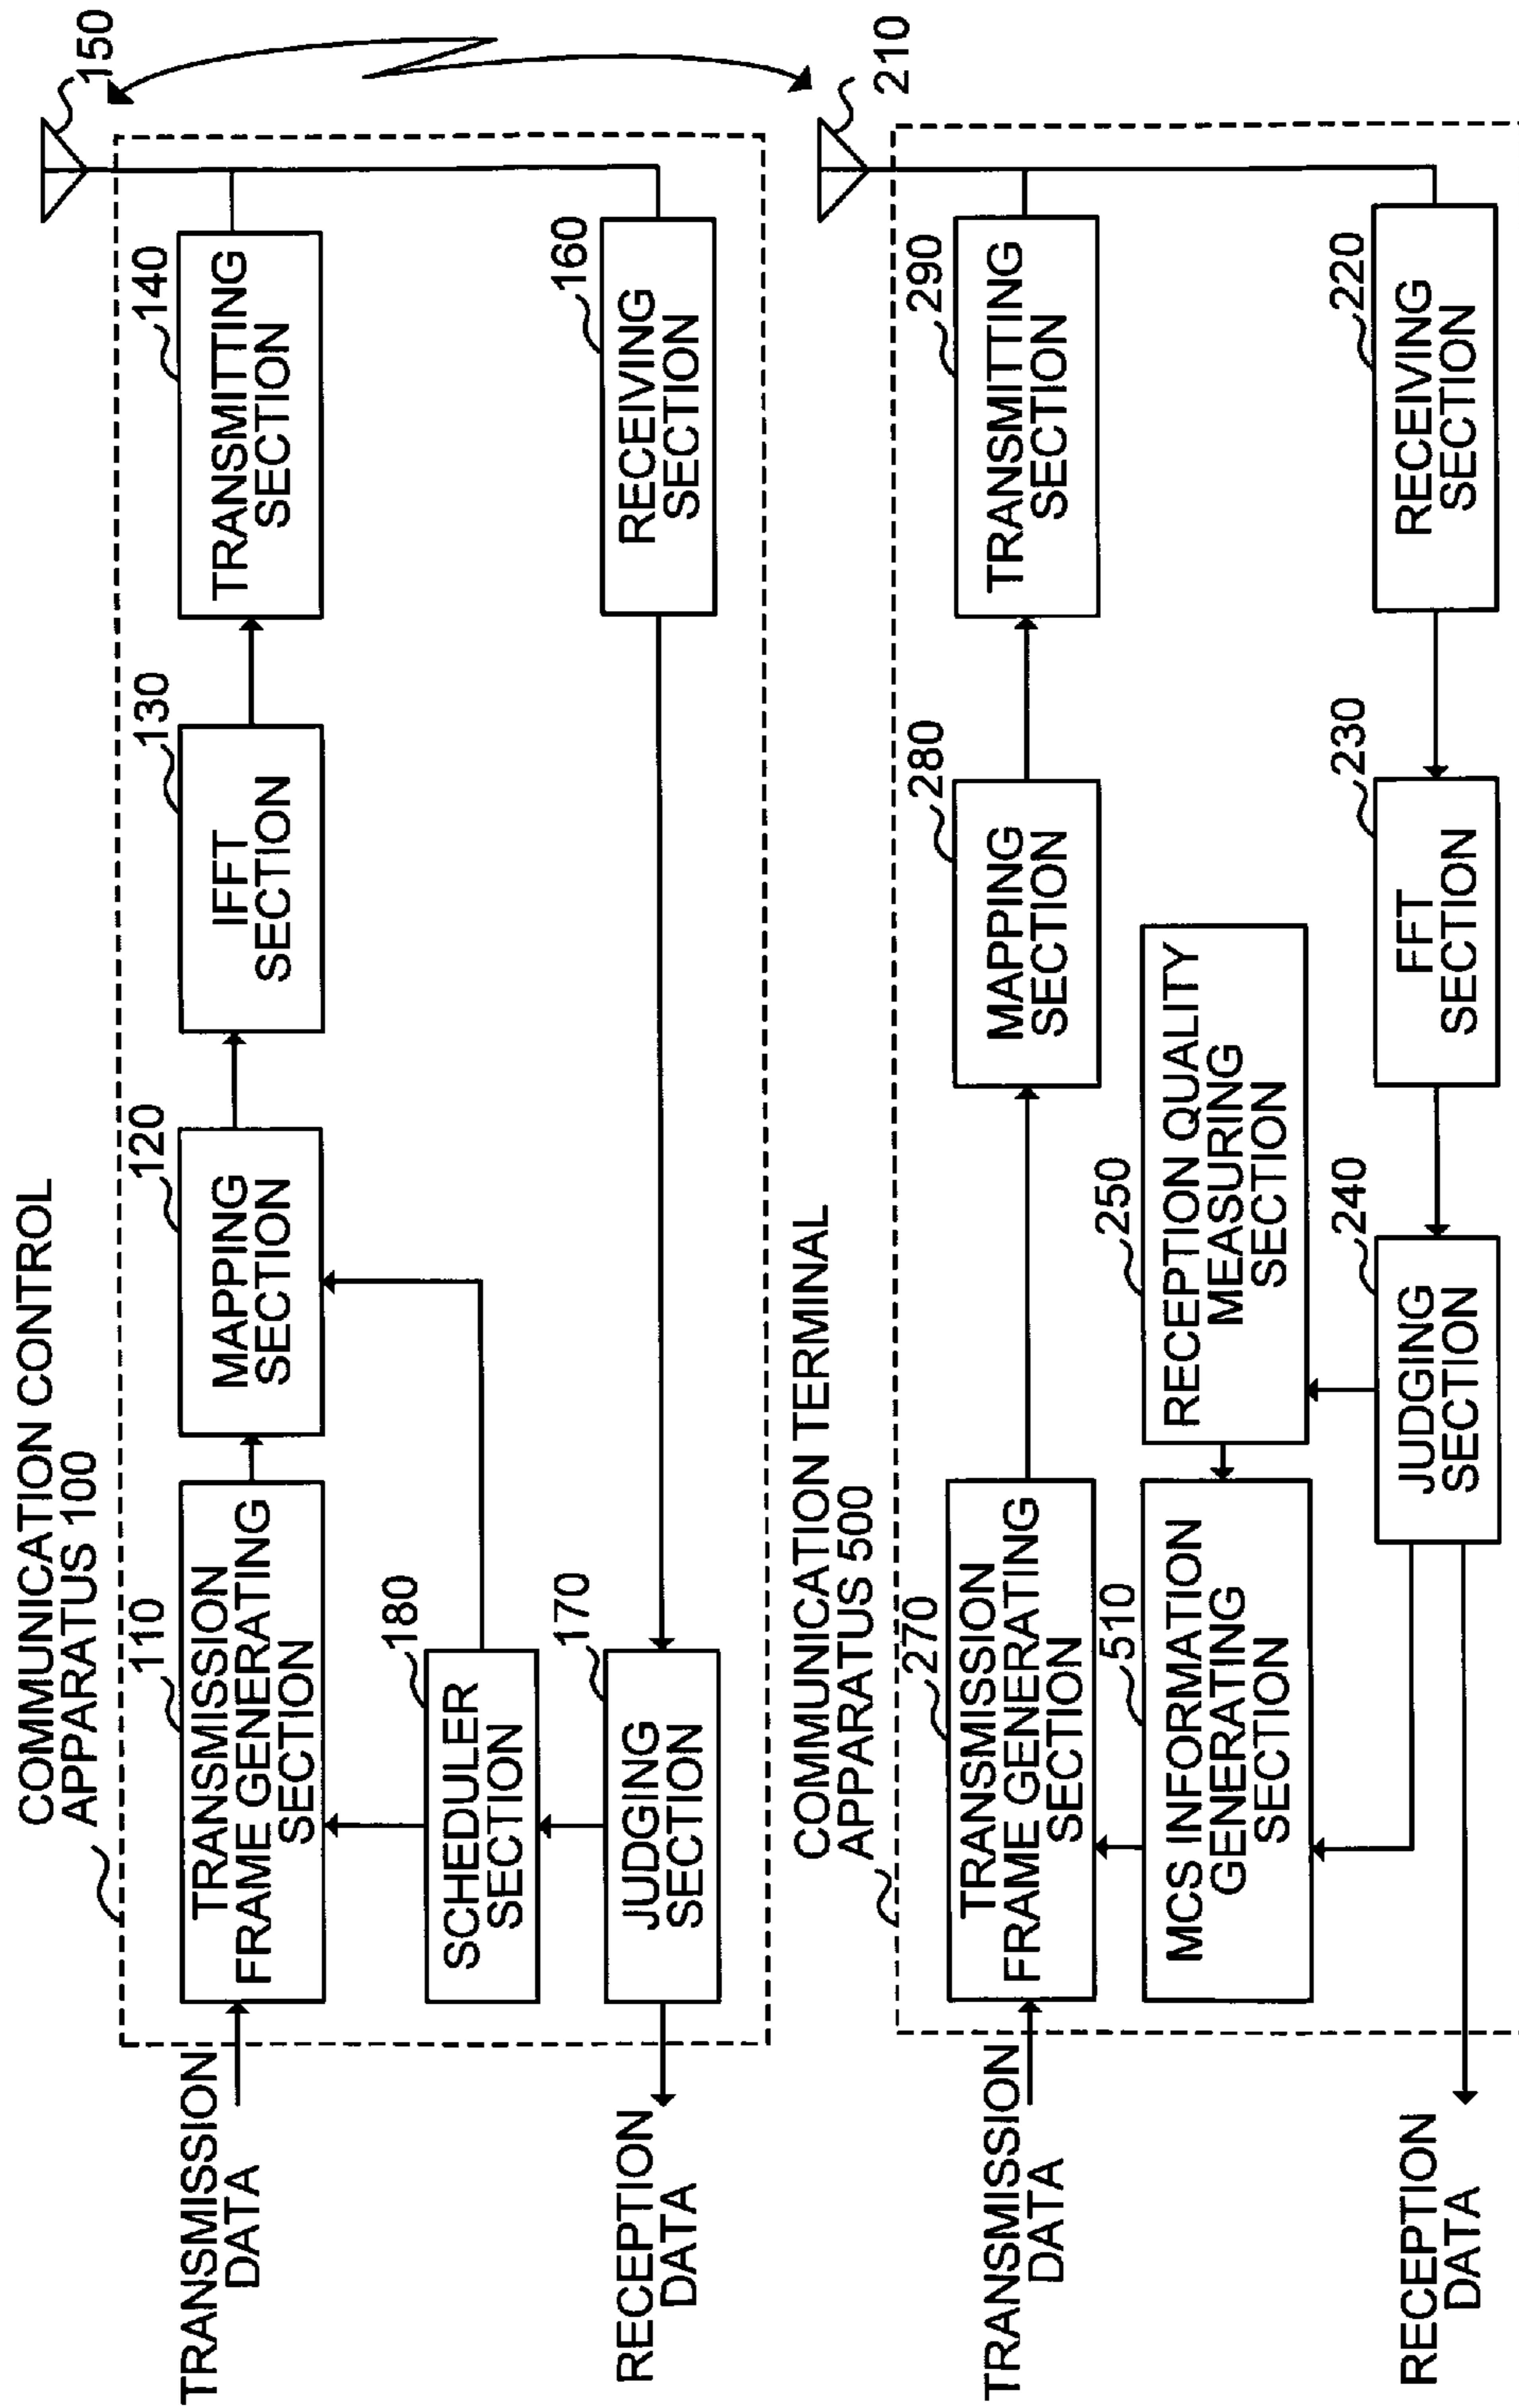 COMMUNICATION CONTROL
APPARATUS 100
TRANSMISSION
DATA
110
TRANSMISSION
FRAME GENERATING
SECTION
120
MAPPING
SECTION
130
IFFT
SECTION
140
TRANSMITTING
SECTION
150
180
SCHEDULER
SECTION
160
RECEIVING
SECTION
170
JUDGING
SECTION
RECEPTION
DATA
COMMUNICATION TERMINAL
APPARATUS 500
TRANSMISSION
DATA
270
TRANSMISSION
FRAME GENERATING
SECTION
280
MAPPING
SECTION
290
TRANSMITTING
SECTION
210
510
MCS INFORMATION
GENERATING
SECTION
250
RECEPTION QUALITY
MEASURING
SECTION
240
JUDGING
SECTION
230
FFT
SECTION
220
RECEIVING
SECTION
RECEPTION
DATA